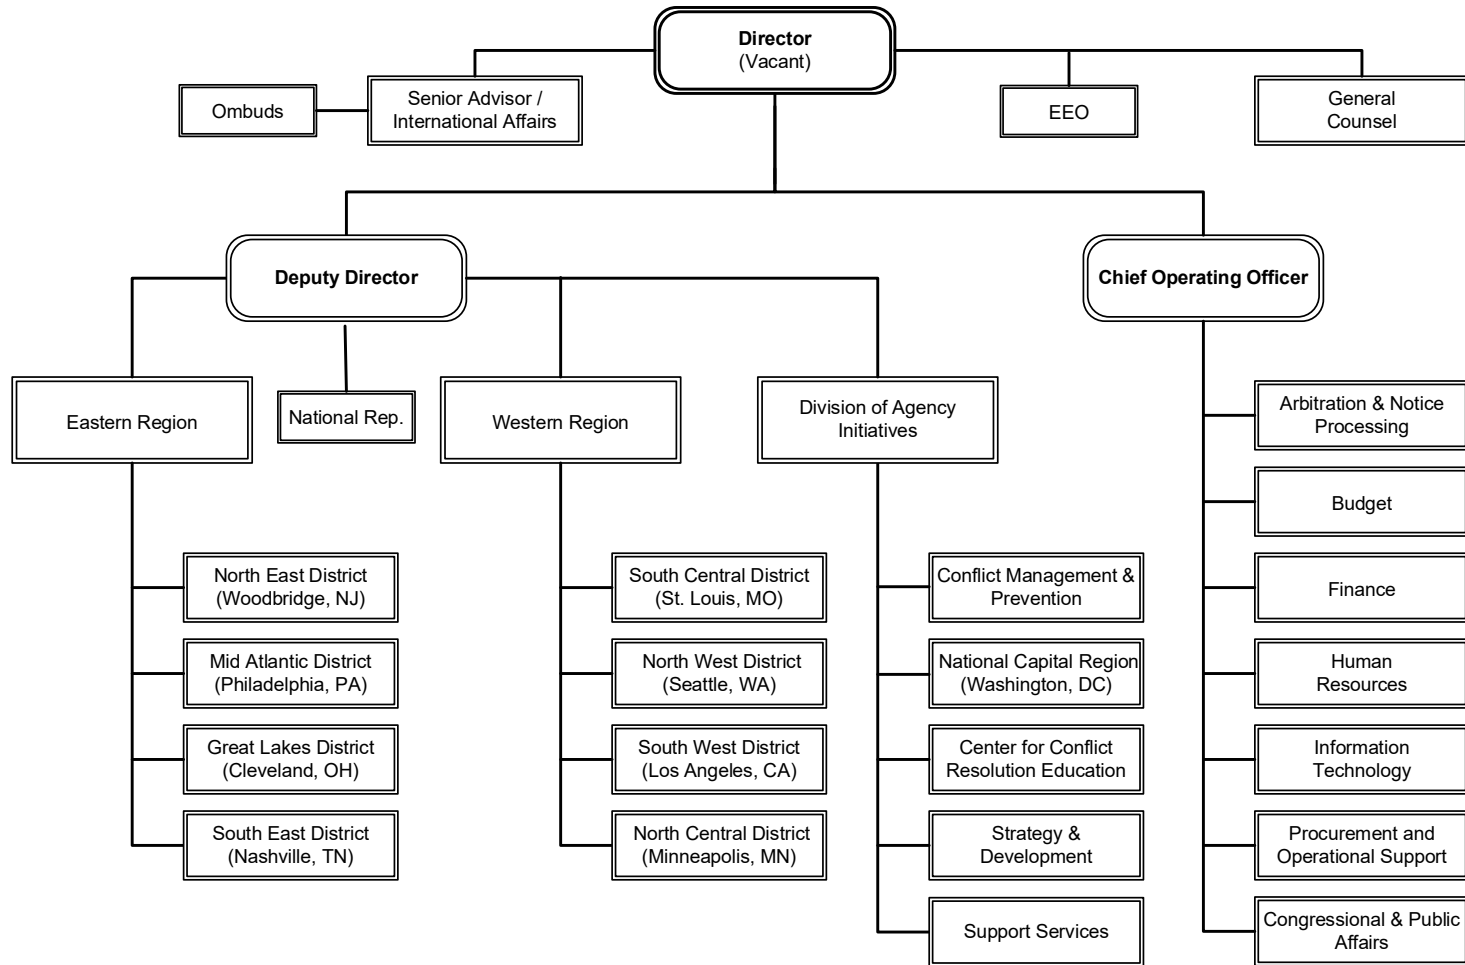 Director
(Vacant)
Ombuds
Senior Advisor /
International Affairs
EEO
General
Counsel
Deputy Director
Chief Operating Officer
Eastern Region
National Rep.
Western Region
Division of Agency
Initiatives
North East District
(Woodbridge, NJ)
Mid Atlantic District
(Philadelphia, PA)
Great Lakes District
(Cleveland, OH)
South East District
(Nashville, TN)
South Central District
(St. Louis, MO)
North West District
(Seattle, WA)
South West District
(Los Angeles, CA)
North Central District
(Minneapolis, MN)
Conflict Management &
Prevention
National Capital Region
(Washington, DC)
Center for Conflict
Resolution Education
Strategy &
Development
Support Services
Arbitration & Notice
Processing
Budget
Finance
Human
Resources
Information
Technology
Procurement and
Operational Support
Congressional & Public
Affairs